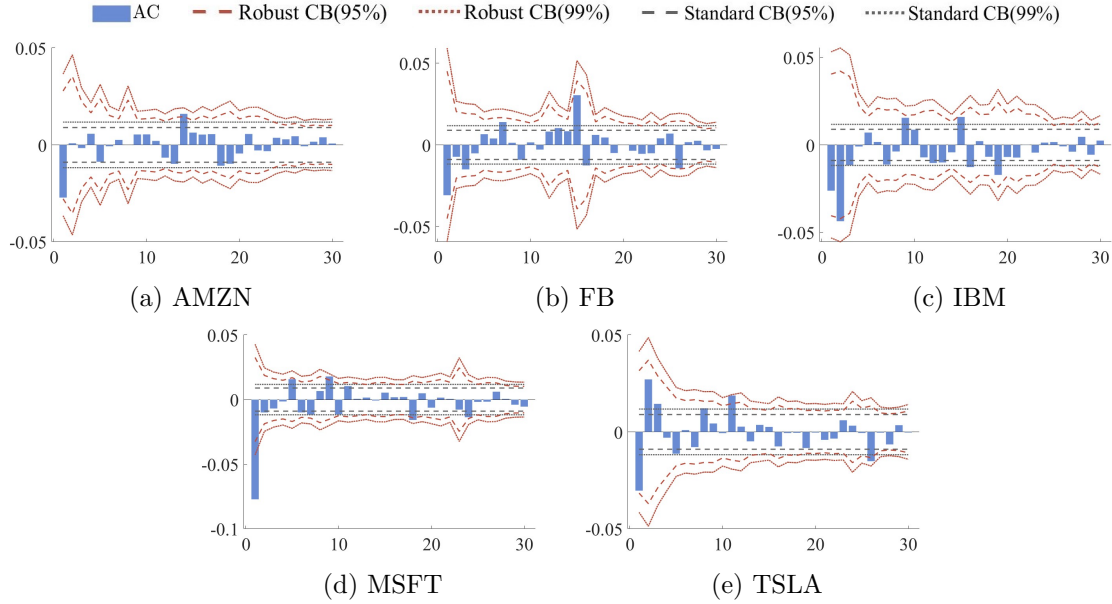 AC Robust CB(95%) Robust CB(99%) Standard CB(95%) Standard CB(99%)
0.05 0.05 0.05
0 0 0
-0.05 -0.05 -0.05
0 10 20 30 0 10 20 30 0 10 20 30
(a) AMZN (b) FB (c) IBM
0.05 0.05
0 0
-0.05
-0.1 -0.05
0 10 20 30 0 10 20 30
(d) MSFT (e) TSLA